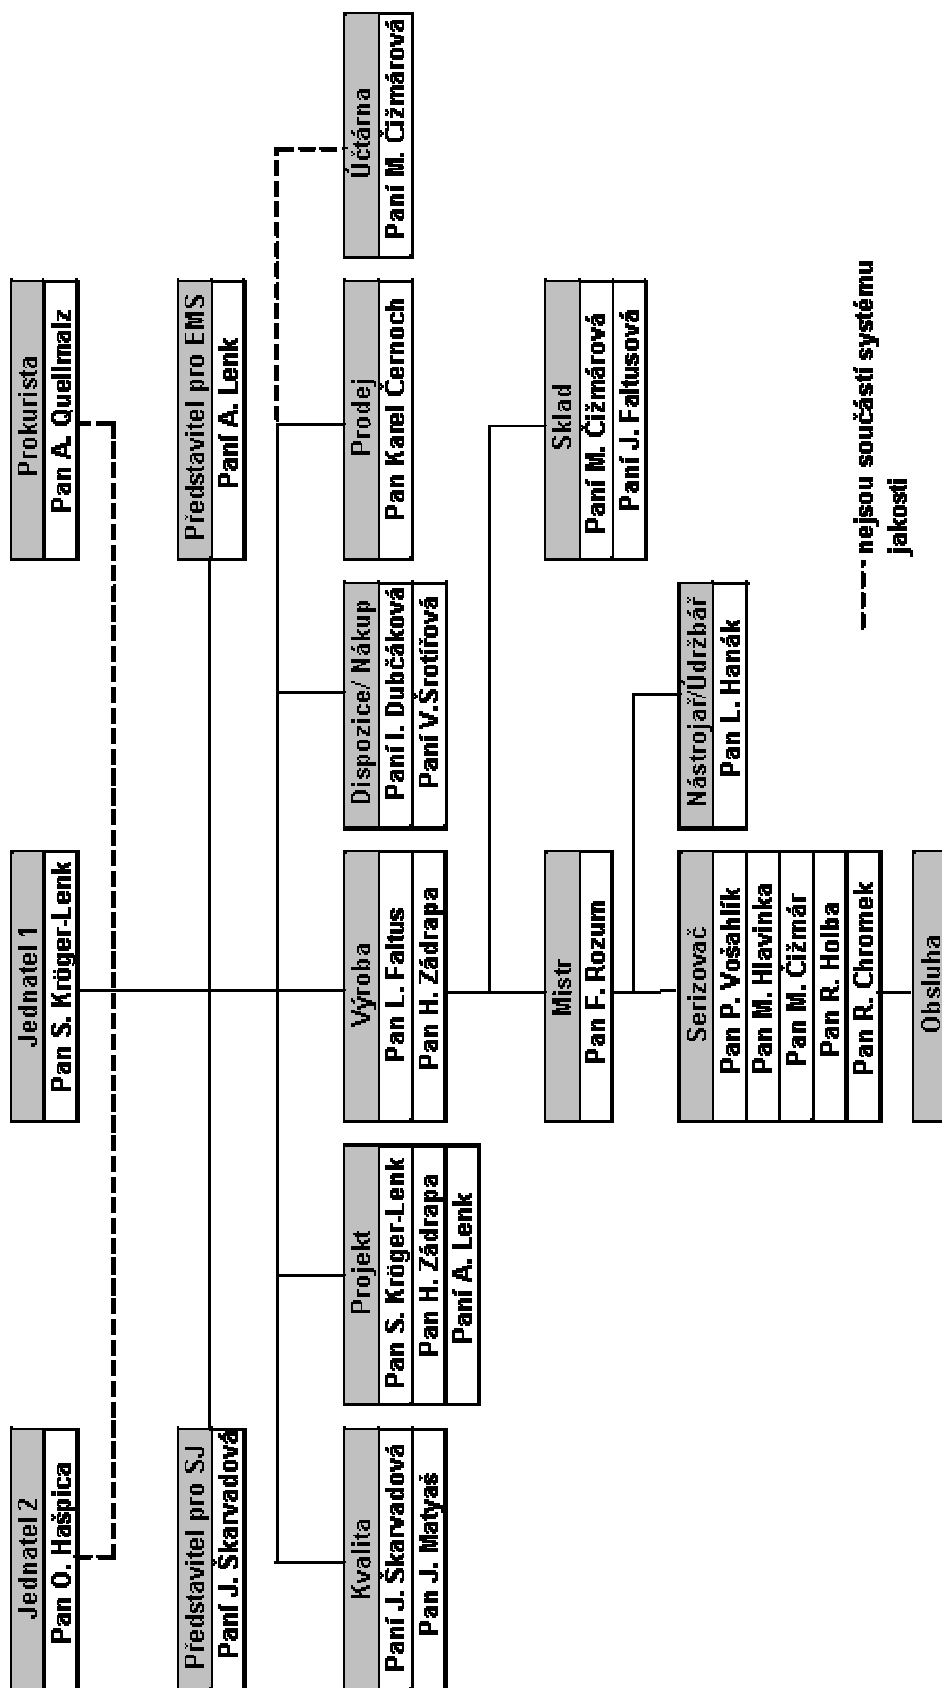 Jednatel 2
Pan O. Hašpica
Jednatel 1
Pan S. Kröger-Lenk
Prokurista
Pan A. Quellmalz
Představitel pro SJ
Paní J. Škarvadová
Představitel pro EMS
Paní A. Lenk
Kvalita
Paní J. Škarvadová
Pan J. Matyaš
Projekt
Pan S. Kröger-Lenk
Pan H. Zádrapa
Paní A. Lenk
Výroba
Pan L. Faltus
Pan H. Zádrapa
Dispozice/ Nákup
Paní I. Dubčáková
Paní V.Šrotířová
Prodej
Pan Karel Černoch
Účtárna
Paní M. Čižmárová
Mistr
Pan F. Rozum
Sklad
Paní M. Čižmárová
Paní J. Faltusová
Serizovač
Pan P. Vošahlík
Pan M. Hlavinka
Pan M. Čižmár
Pan R. Holba
Pan R. Chromek
Nástrojař/Údržbář
Pan L. Hanák
Obsluha
nejsou součástí systému
jakosti